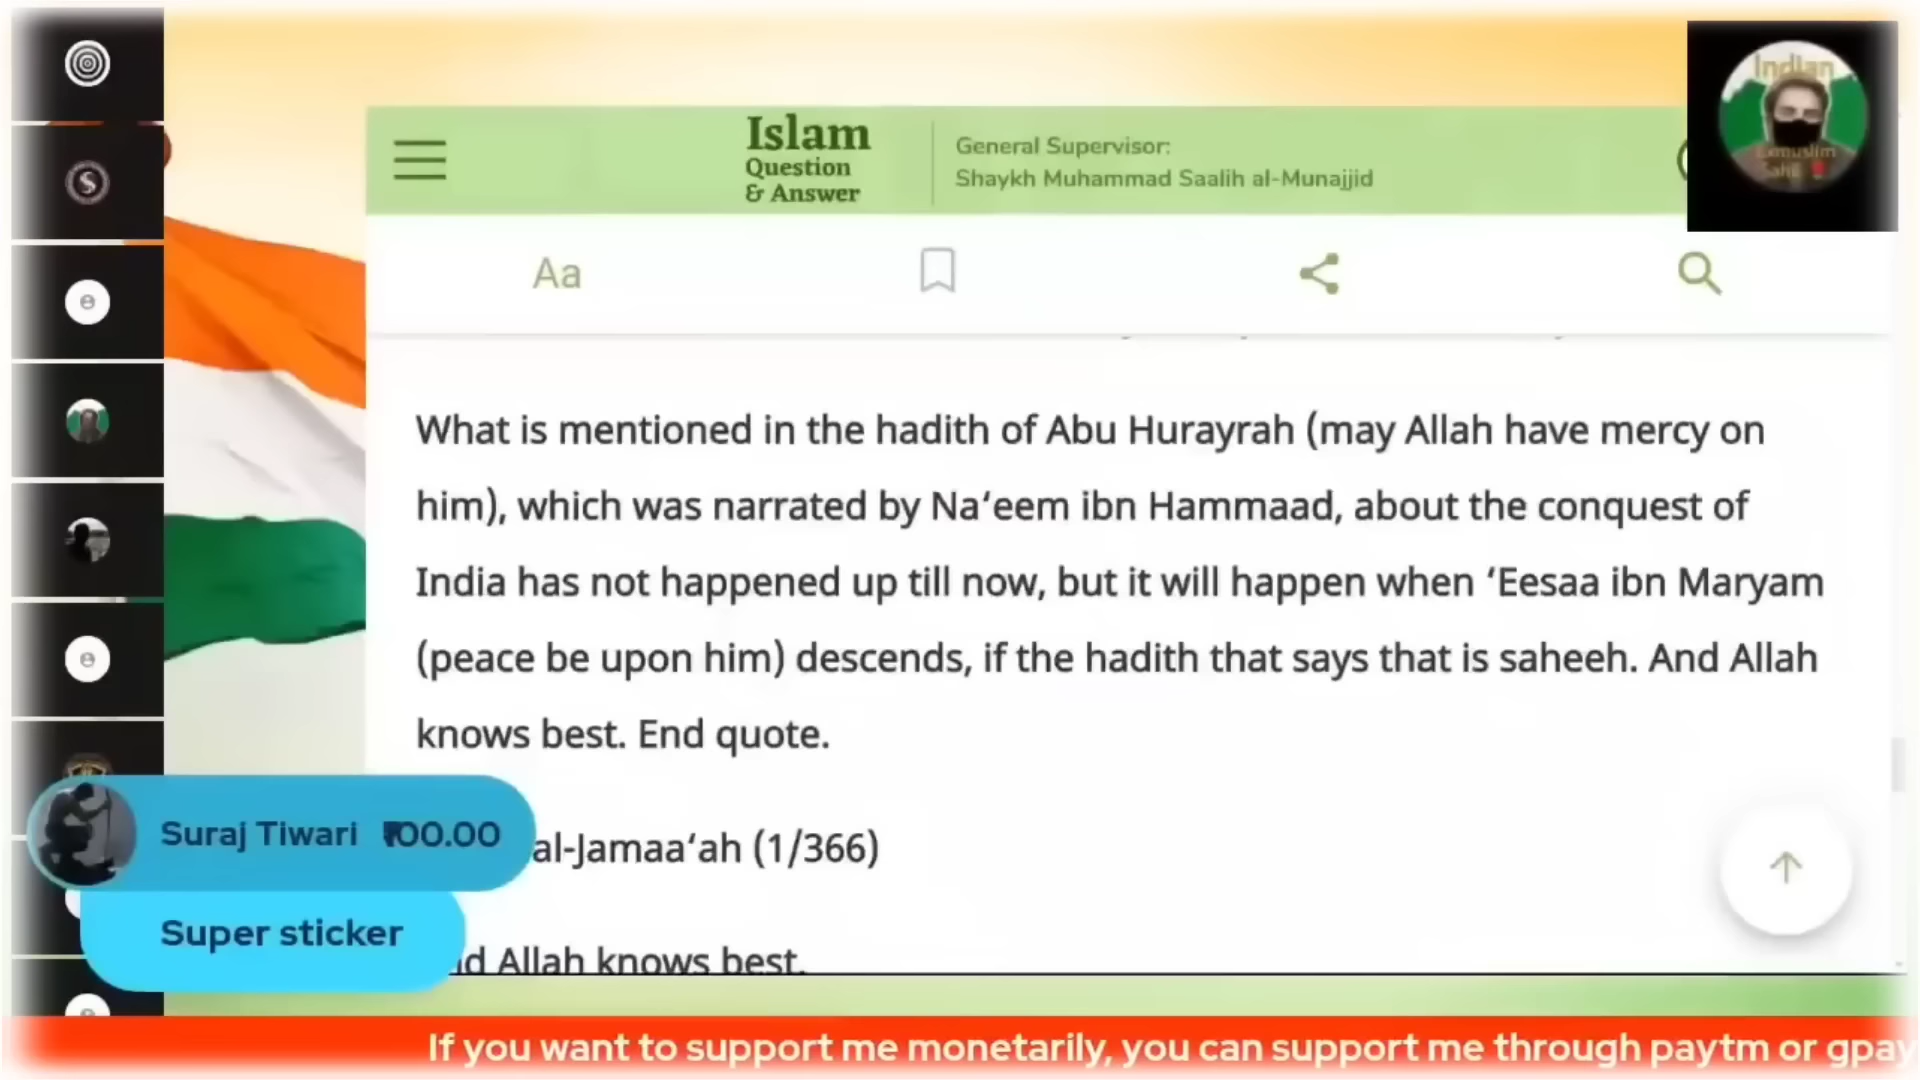 Indian
Exmuslim
Islam
Question
& Answer
General Supervisor:
Shaykh Muhammad Saalih al-Munajjid
Aa
What is mentioned in the hadith of Abu Hurayrah (may Allah have mercy on
him), which was narrated by Na‘eem ibn Hammaad, about the conquest of
India has not happened up till now, but it will happen when ‘Eesaa ibn Maryam
(peace be upon him) descends, if the hadith that says that is saheeh. And Allah
knows best. End quote.
al-Jamaa‘ah (1/366)
Allah knows best.
Suraj Tiwari
Super sticker
If you want to support me monetarily, you can support me through paytm or gpay